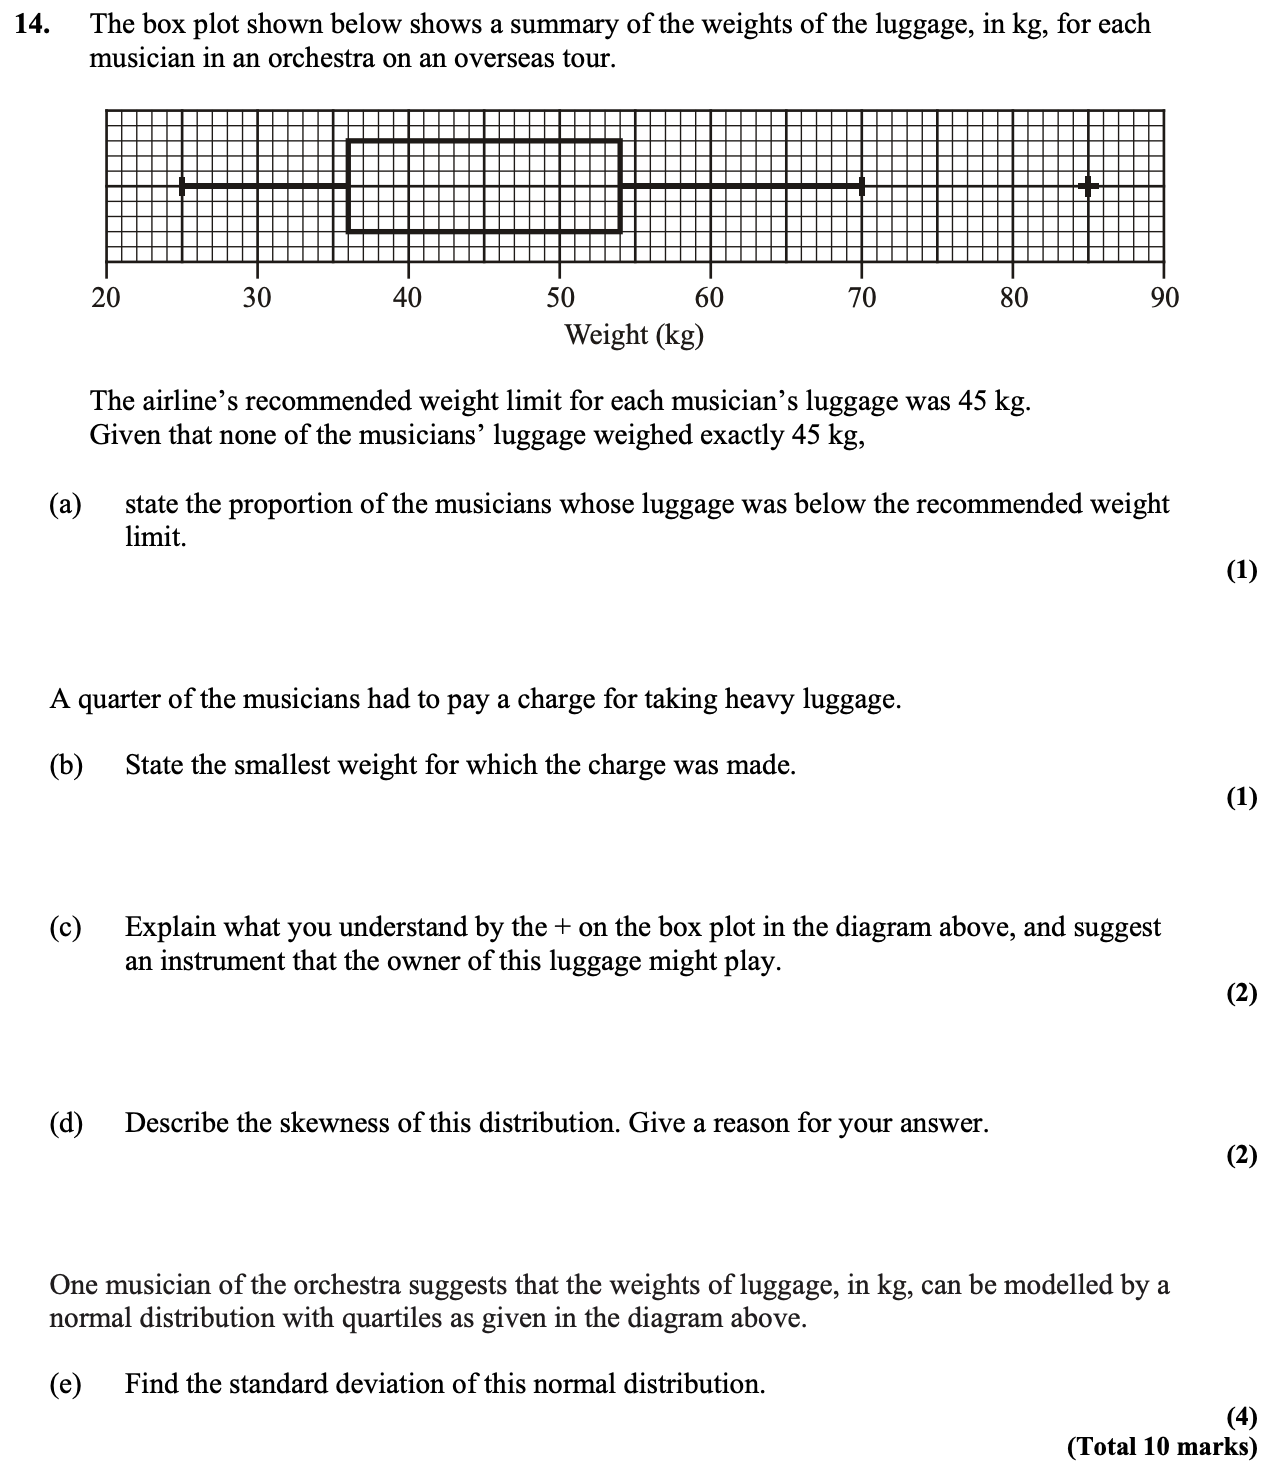 14. The box plot shown below shows a summary of the weights of the luggage, in kg, for each
musician in an orchestra on an overseas tour.
20 30 40 50 60 70 80 90
Weight (kg)
The airline’s recommended weight limit for each musician’s luggage was 45 kg.
Given that none of the musicians’ luggage weighed exactly 45 kg,
(a) state the proportion of the musicians whose luggage was below the recommended weight
limit.
(1)
A quarter of the musicians had to pay a charge for taking heavy luggage.
(b) State the smallest weight for which the charge was made.
(1)
(c) Explain what you understand by the + on the box plot in the diagram above, and suggest
an instrument that the owner of this luggage might play.
(2)
(d) Describe the skewness of this distribution. Give a reason for your answer.
(2)
One musician of the orchestra suggests that the weights of luggage, in kg, can be modelled by a
normal distribution with quartiles as given in the diagram above.
(e) Find the standard deviation of this normal distribution.
(4)
(Total 10 marks)